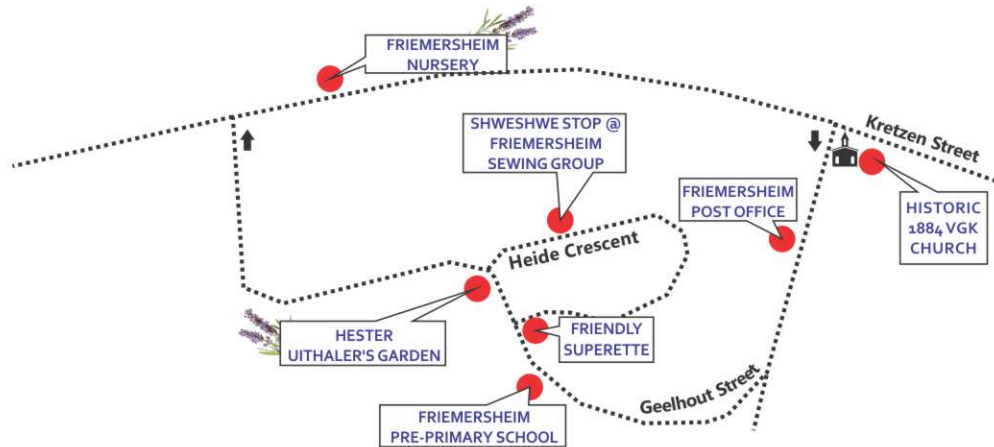 FRIEMERSHEIM
NURSERY
SHWESHWE STOP @
FRIEMERSHEIM
SEWING GROUP
Kretzen Street
FRIEMERSHEIM
POST OFFICE
HISTORIC
1884 VGK
CHURCH
Heide Crescent
HESTER
UITHALER'S GARDEN
FRIENDLY
SUPERETTE
Geelhout Street
FRIEMERSHEIM
PRE-PRIMARY SCHOOL